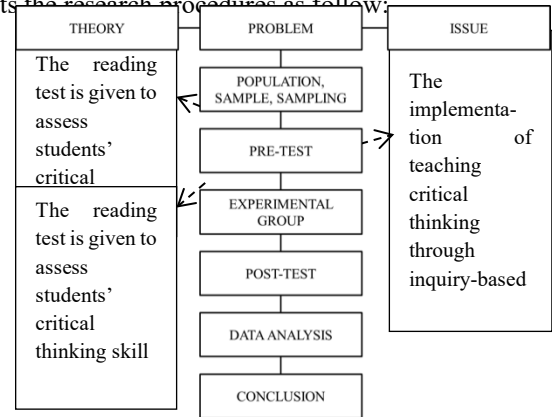 ts the research procedures as follow:
THEORY
PROBLEM
ISSUE
The reading
test is given to
assess
students’
critical
The reading
test is given to
assess
students’
critical
thinking skill
POPULATION,
SAMPLE, SAMPLING
PRE-TEST
EXPERIMENTAL
GROUP
POST-TEST
DATA ANALYSIS
CONCLUSION
The
implementa-
tion of
teaching
critical
thinking
through
inquiry-based